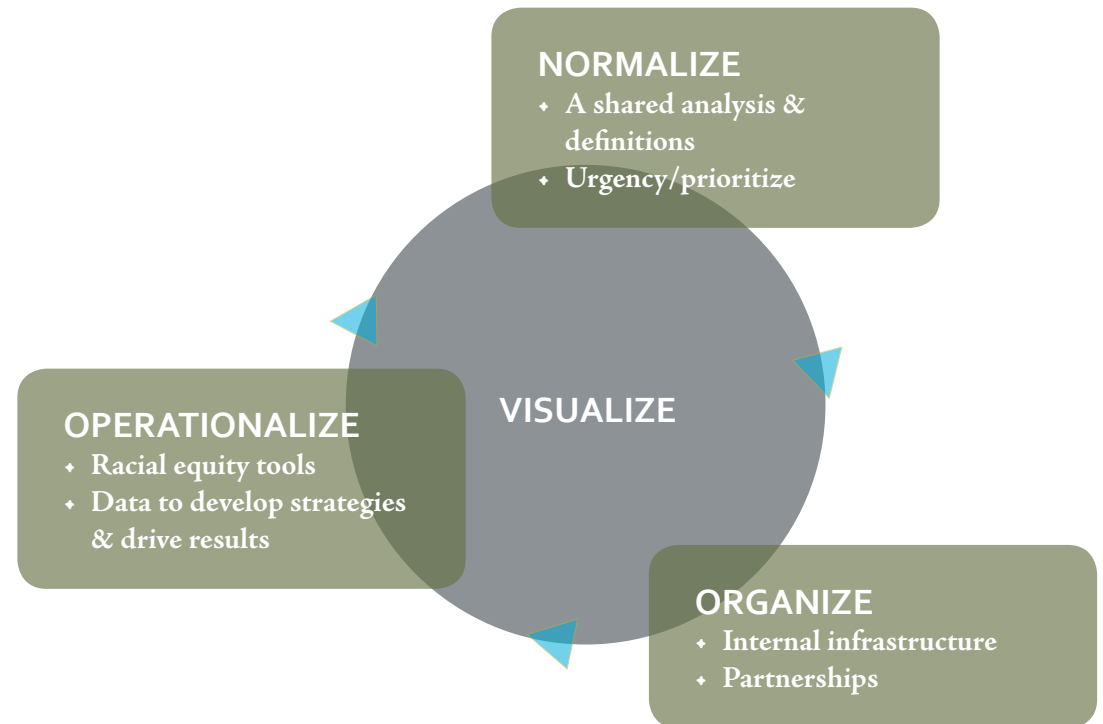 NORMALIZE
A shared analysis &
definitions
Urgency/prioritize
VISUALIZE
OPERATIONALIZE
Racial equity tools
Data to develop strategies
& drive results
ORGANIZE
Internal infrastructure
Partnerships